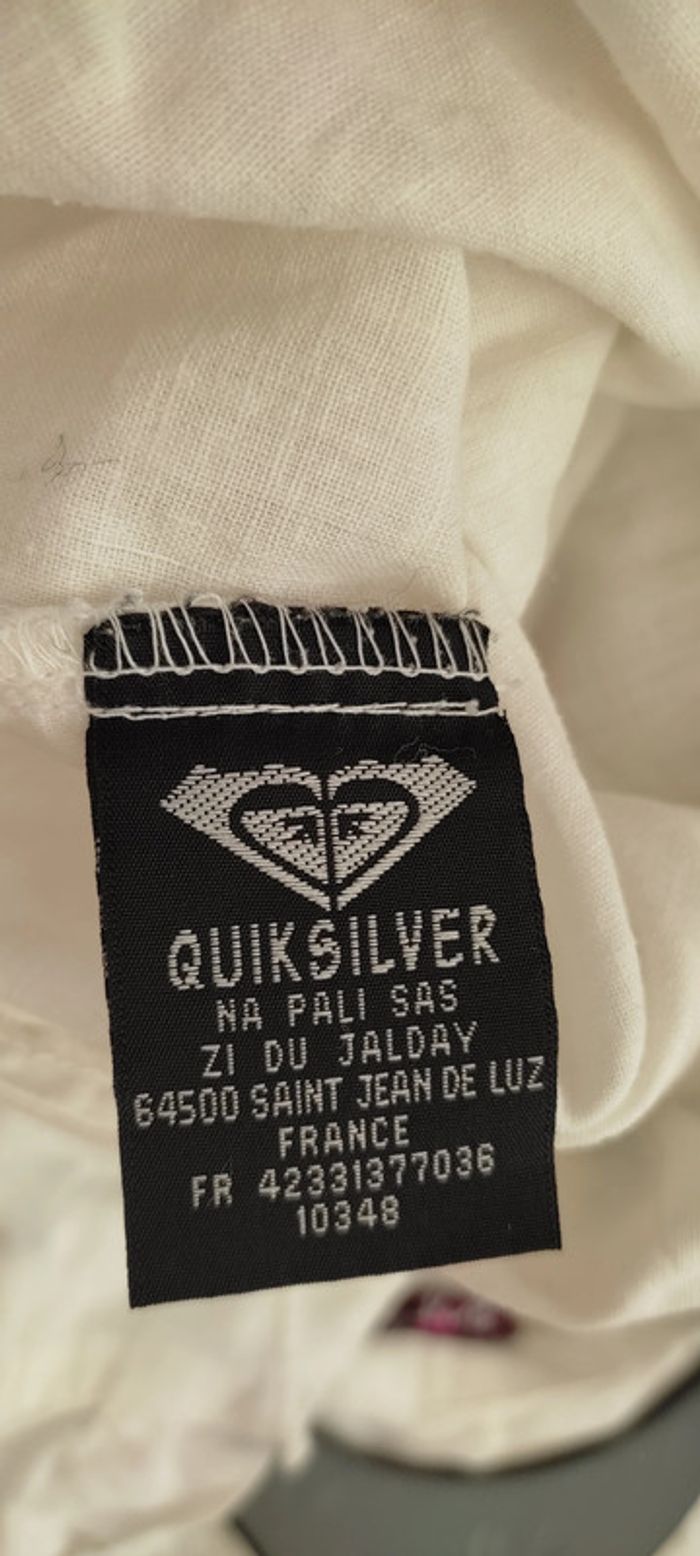 QUIKSILVER
NA PALI SAS
ZI DU JALDAY
64500 SAINT JEAN DE LUZ
FRANCE
FR 42331377036
10348